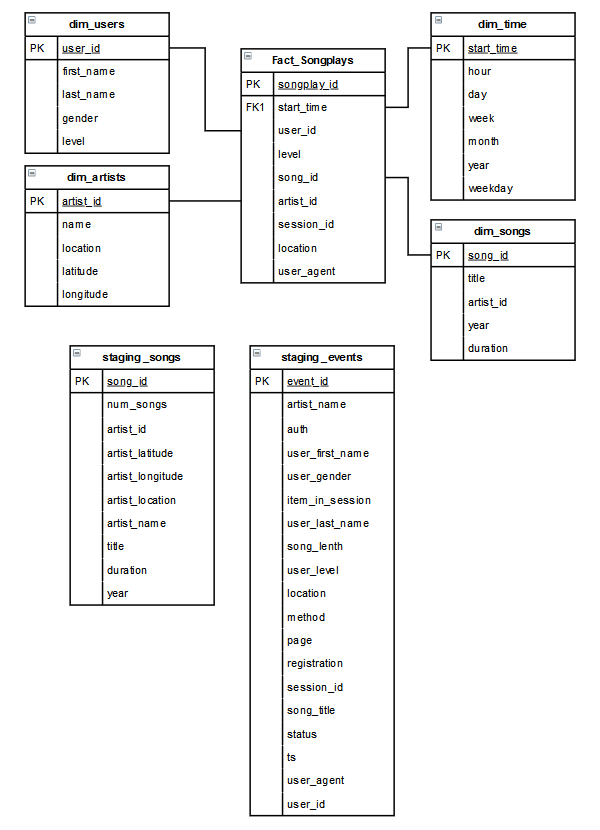 dim_users
PK user_id
first_name
last_name
gender
level
dim_artists
PK artist_id
name
location
latitude
longitude
Fact_Songplays
PK songplay_id
FK1 start_time
user_id
level
song_id
artist_id
session_id
location
user_agent
dim_time
PK start_time
hour
day
week
month
year
weekday
dim_songs
PK song_id
title
artist_id
year
duration
staging_songs
PK song_id
num_songs
artist_id
artist_latitude
artist_longitude
artist_location
artist_name
title
duration
year
staging_events
PK event_id
artist_name
auth
user_first_name
user_gender
item_in_session
user_last_name
song_lenth
user_level
location
method
page
registration
session_id
song_title
status
ts
user_agent
user_id